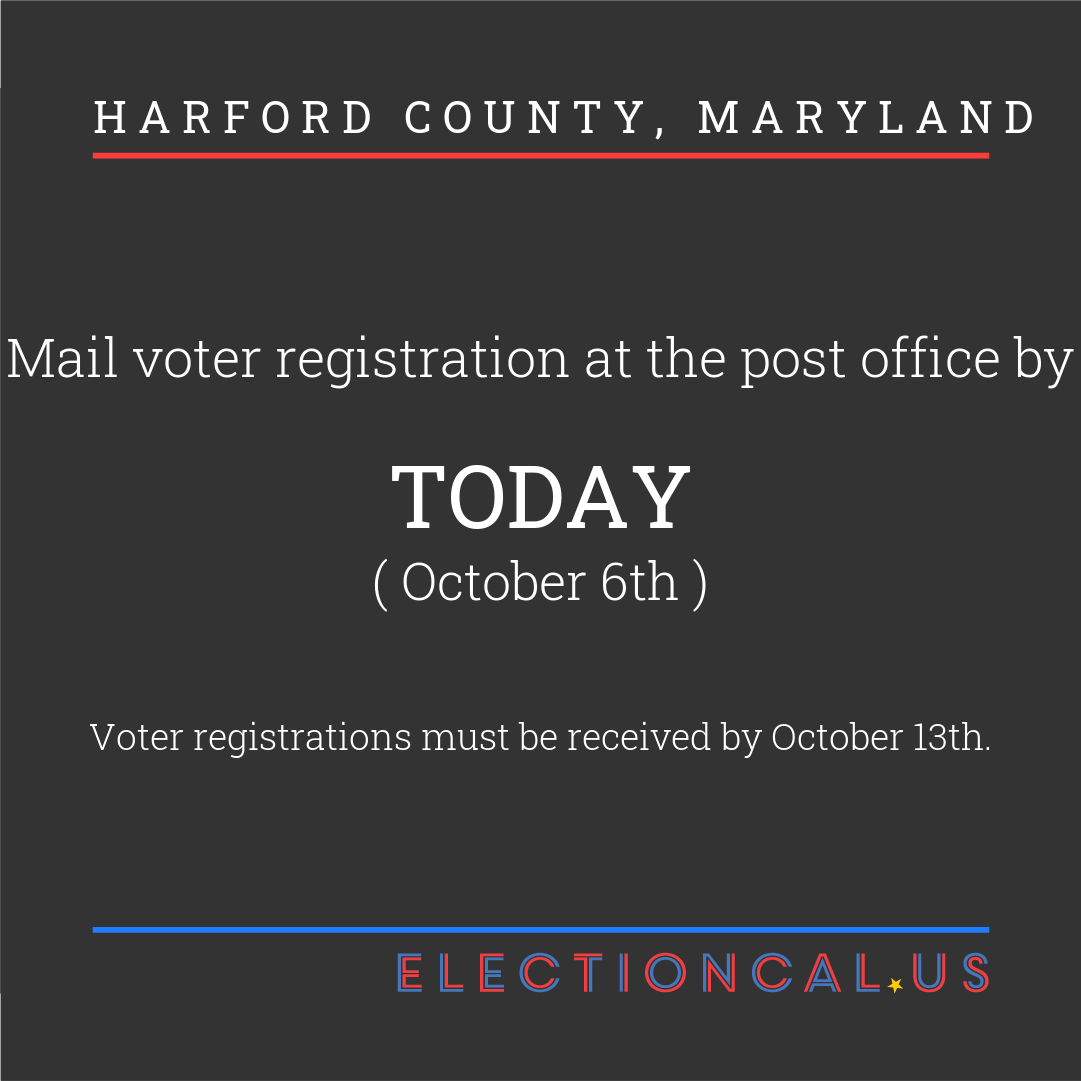 HARFORD COUNTY, MARYLAND
Mail voter registration at the post office by
TODAY
( October 6th )
Voter registrations must be received by October 13th.
ELECTIONCAL.US